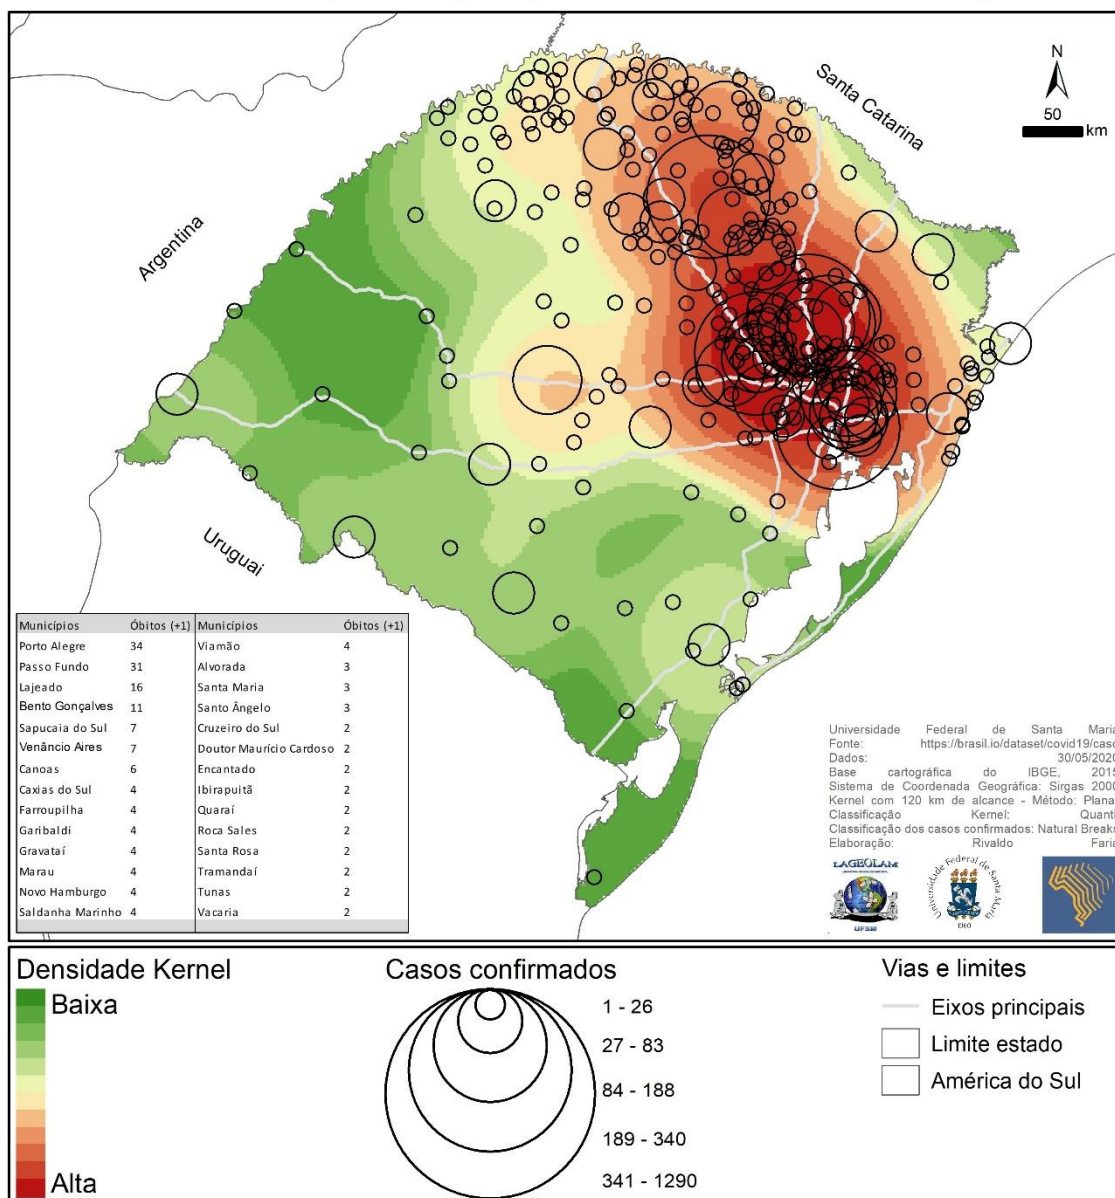 N
50
km
Santa Catarina
Argentina
Uruguai
Municípios Óbitos (+1) Municípios Óbitos (+1)
Porto Alegre 34 Viamão 4
Passo Fundo 31 Alvorada 3
Lajeado 16 Santa Maria 3
Bento Gonçalves 11 Santo Ângelo 3
Sapucaia do Sul 7 Cruzeiro do Sul 2
Venâncio Aires 7 Doutor Maurício Cardoso 2
Canoas 6 Encantado 2
Caxias do Sul 4 Ibirapuitã 2
Farroupilha 4 Quaraí 2
Garibaldi 4 Roca Sales 2
Gravataí 4 Santa Rosa 2
Marau 4 Tramandaí 2
Novo Hamburgo 4 Tunas 2
Saldanha Marinho 4 Vacaria 2
Universidade Federal de Santa Maria
Fonte: https://brasil.io/dataset/covid19/caso
Dados: 30/05/2020
Base cartográfica do IBGE, 2015
Sistema de Coordenada Geográfica: Sirgas 2000
Kernel com 120 km de alcance - Método: Plana
Classificação Kernel: Quanti
Classificação dos casos confirmados: Natural Breaks
Elaboração: Rivaldo Faria
LAGEOLAM
UFSM
Universidade Federal de Santa Maria
1960
Densidade Kernel
Baixa
Alta
Casos confirmados
1 - 26
27 - 83
84 - 188
189 - 340
341 - 1290
Vias e limites
Eixos principais
Limite estado
América do Sul